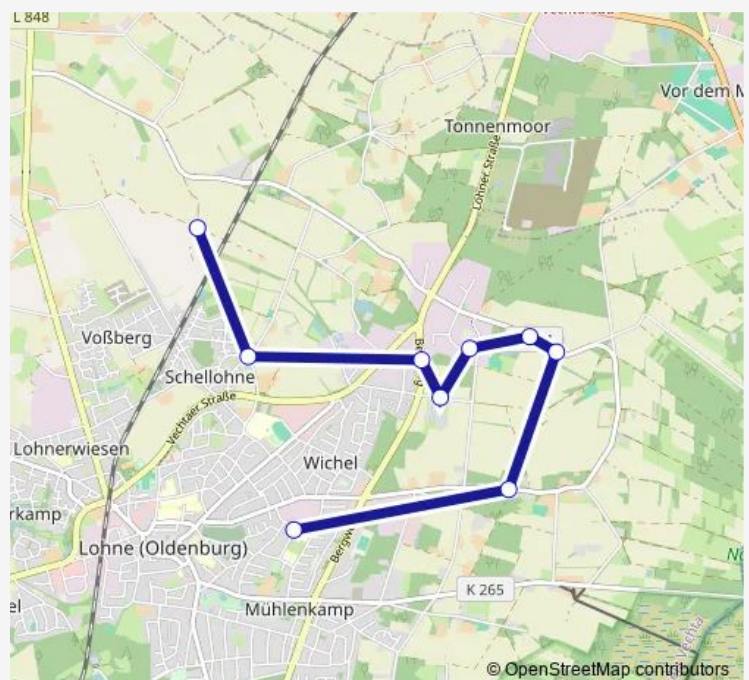 L 848
Vor dem M
Tonnenmoor
Lohner Straße
Voßberg
Schellohne
Vechtaer Straße
Lohnerwiesen
Wichel
rkamp
Lohne (Oldenburg)
Bergw
K 265
el
Mühlenkamp
Vechta
© OpenStreetMap contributors